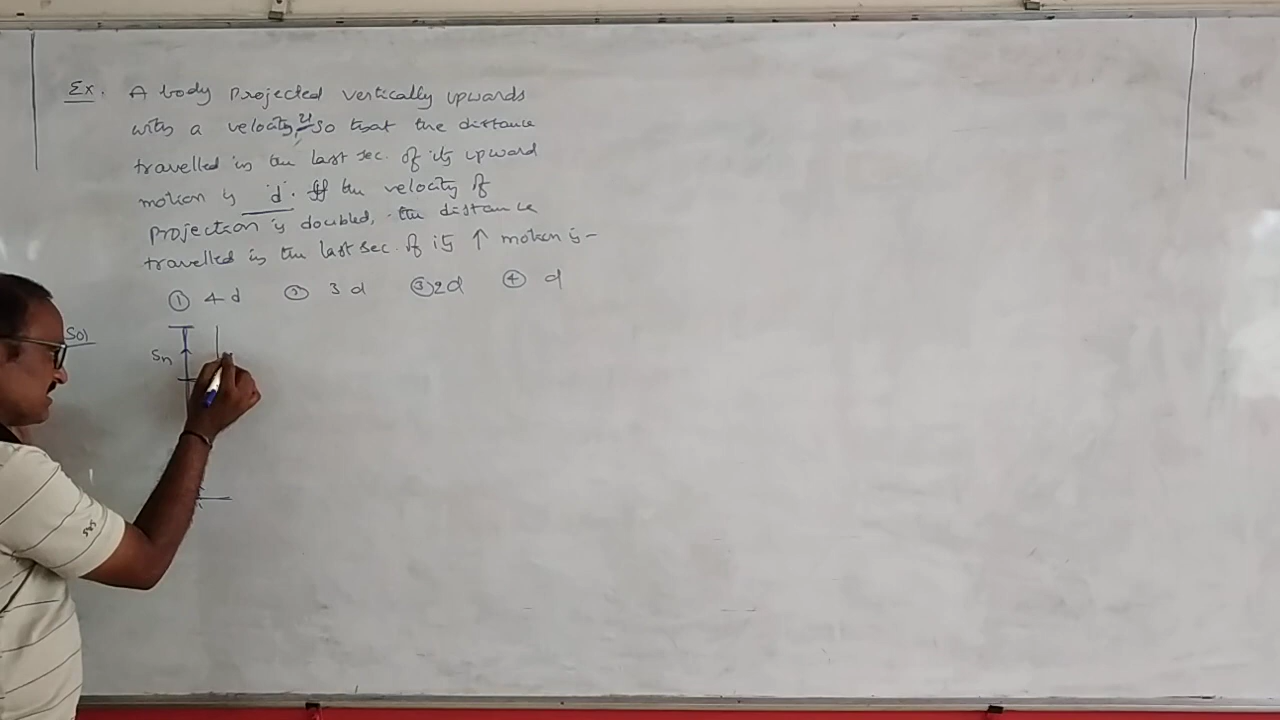 Ex. A body projected vertically upwards
with a velocity, u so that the distance
travelled in the last sec. of its upward
motion is 'd'. If the velocity of
projection is doubled, the distance
travelled in the last sec. of its ↑ motion is -
① 4d ② 3d ③ 2d ④ d
Sol
Sn